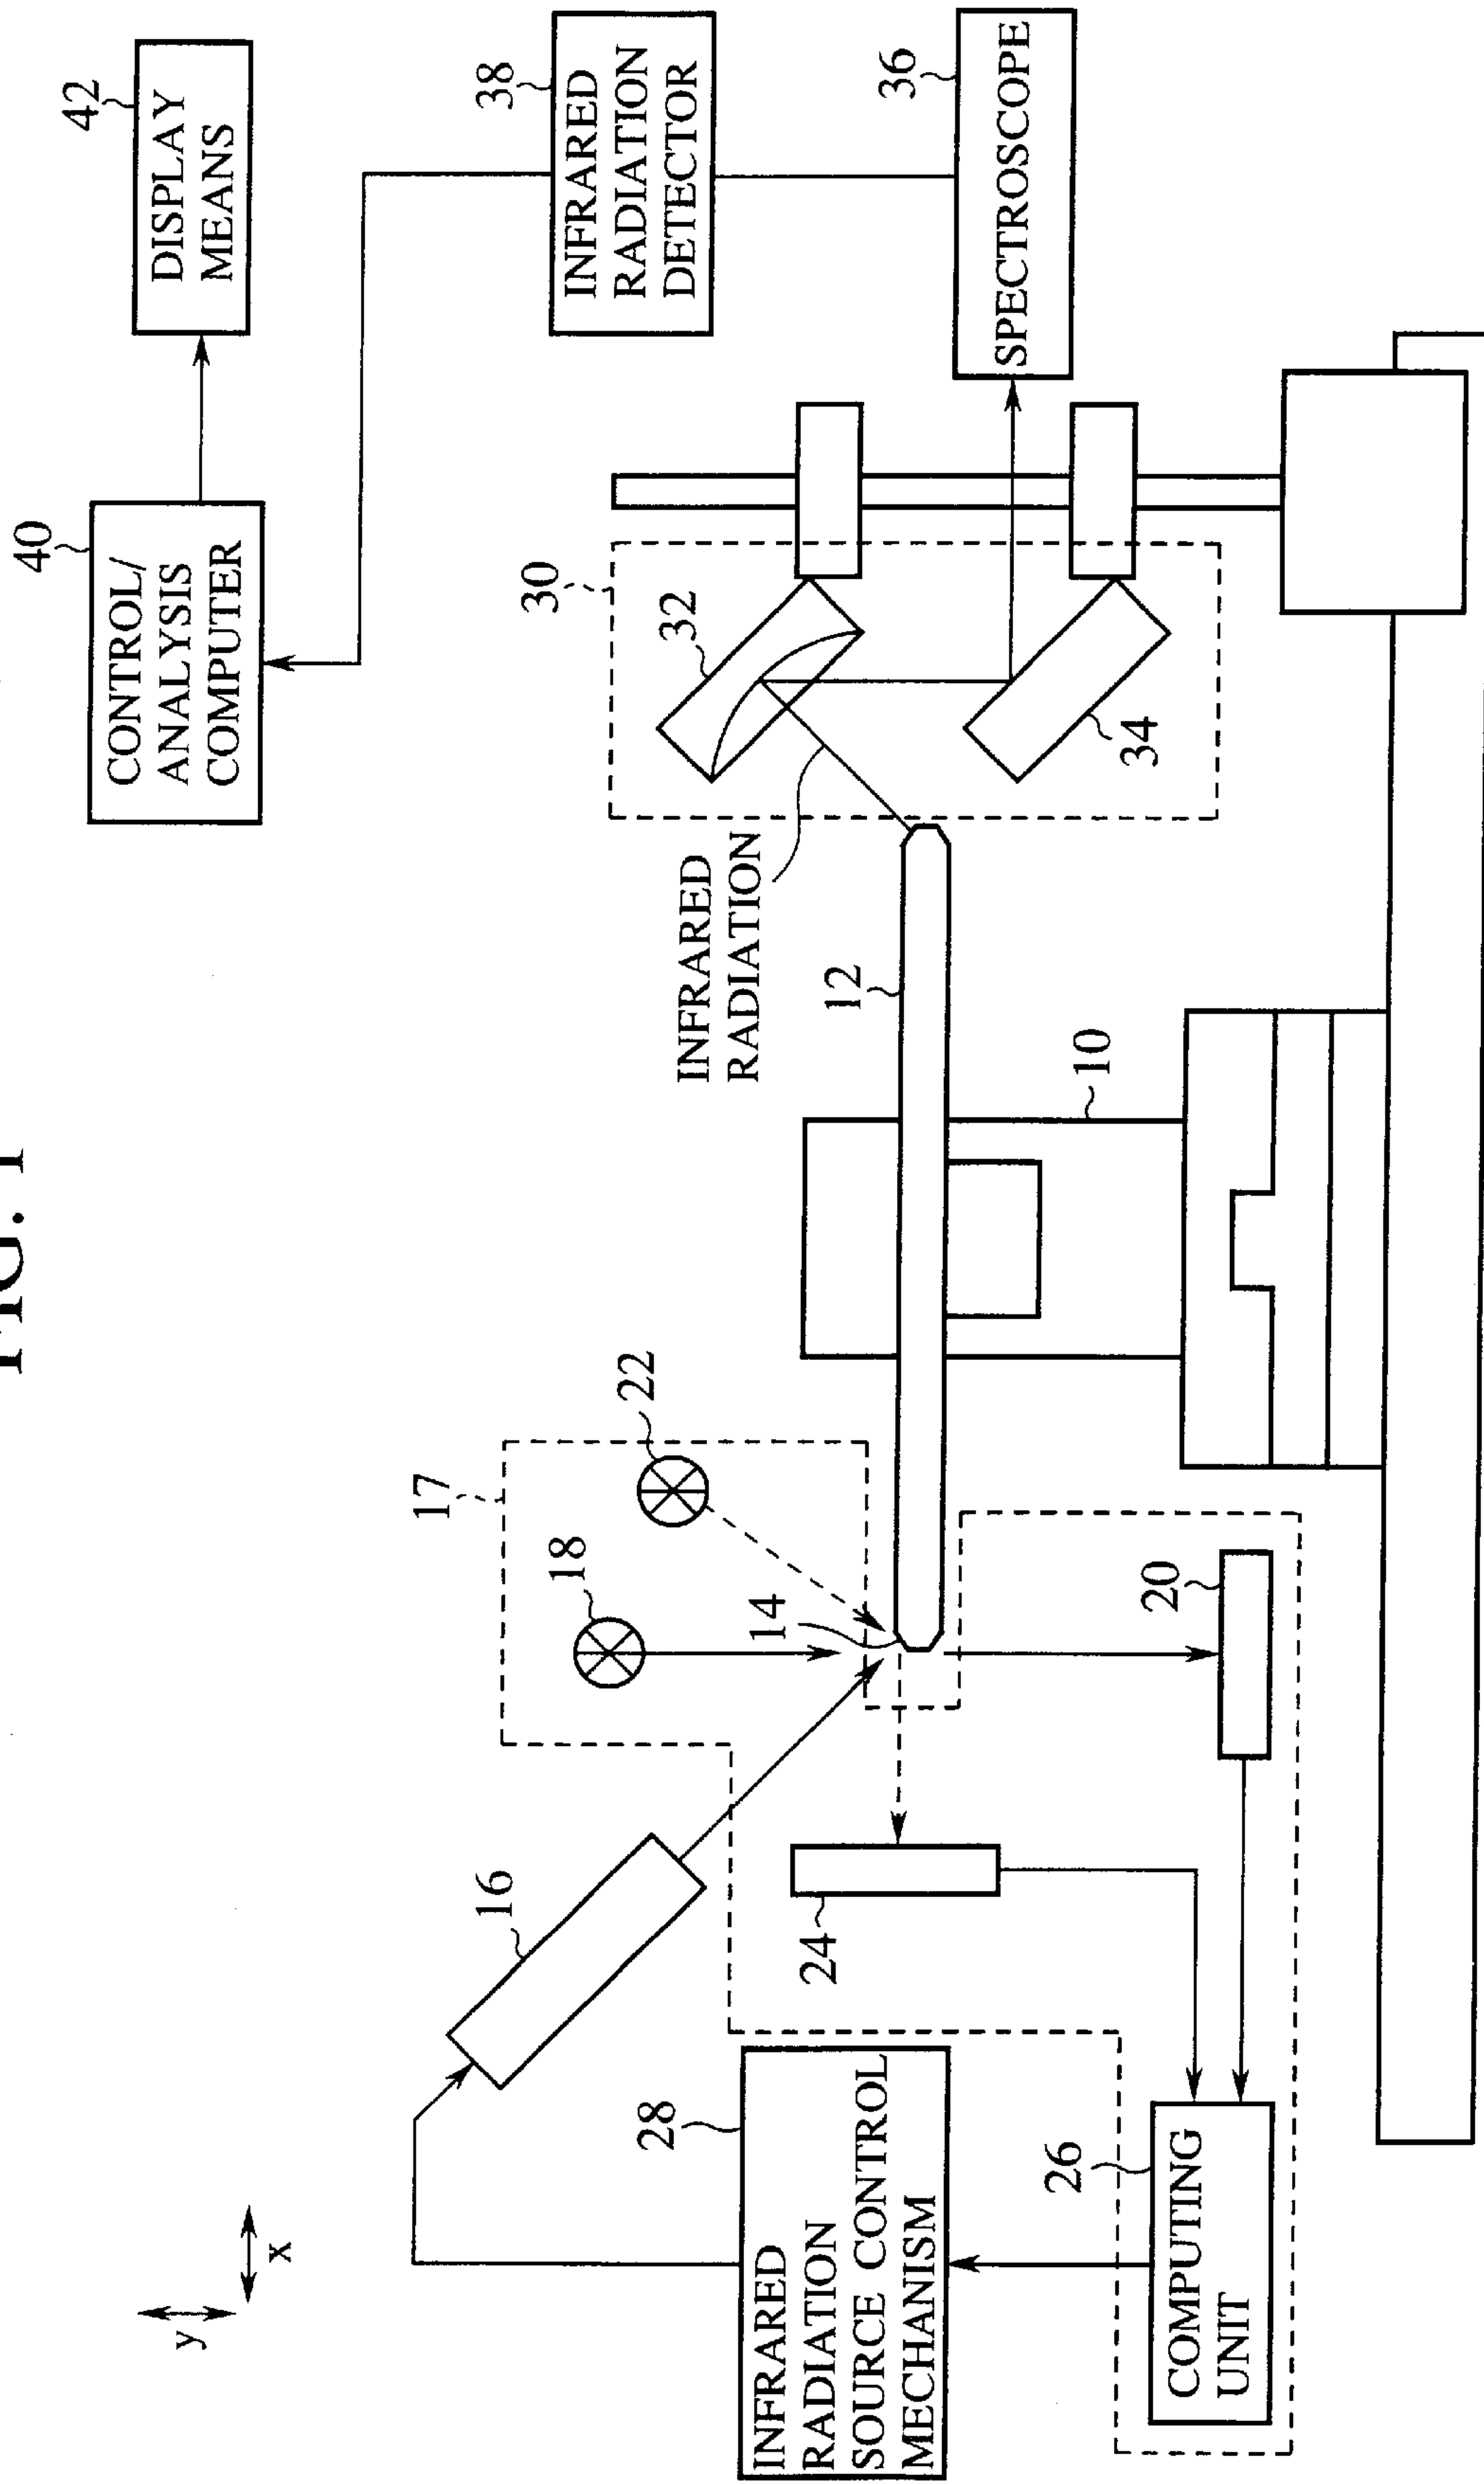 FIG. 1
y
x
40
CONTROL/
ANALYSIS
COMPUTER
42
DISPLAY
MEANS
38
INFRARED
RADIATION
DETECTOR
36
SPECTROSCOPE
30
32
34
INFRARED
RADIATION
12
10
17
18
22
14
16
24
20
28
INFRARED
RADIATION
SOURCE CONTROL
MECHANISM
26
COMPUTING
UNIT